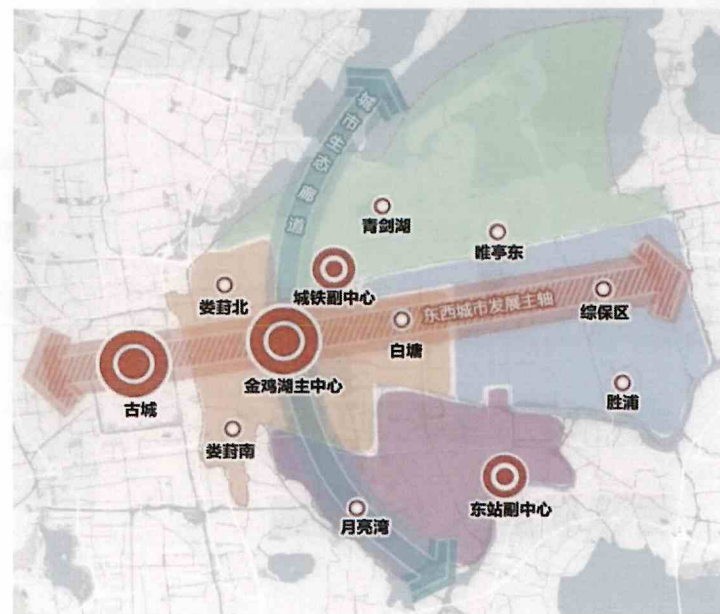 城市生态廊道
青剑湖
唯亭东
城铁副中心
娄葑北
综保区
东西城市发展主轴
白塘
金鸡湖主中心
胜浦
古城
娄葑南
东站副中心
月亮湾